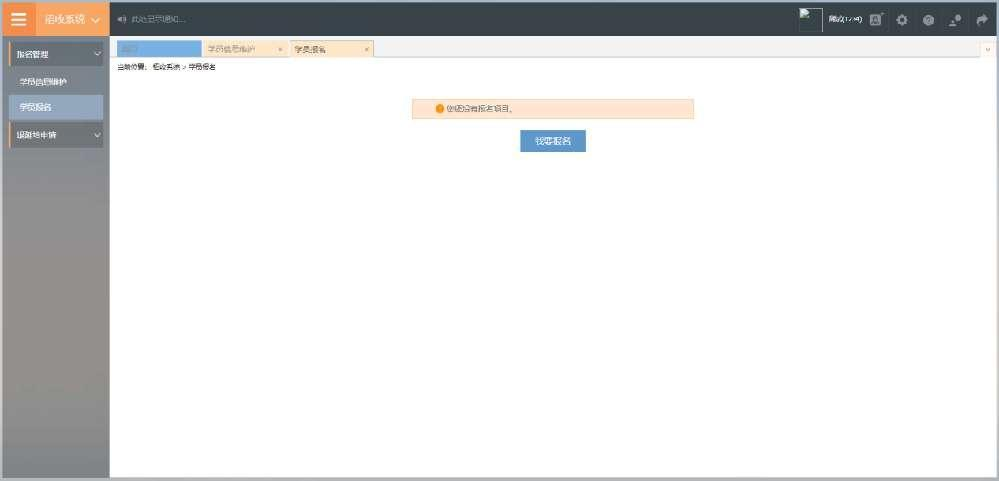 招收系统
此处显示通知...
测试(1234)
报名管理
学员信息维护
学员报名
学员信息维护 ×
学员报名 ×
当前位置： 招收系统 > 学员报名
您还没有报名项目。
我要报名